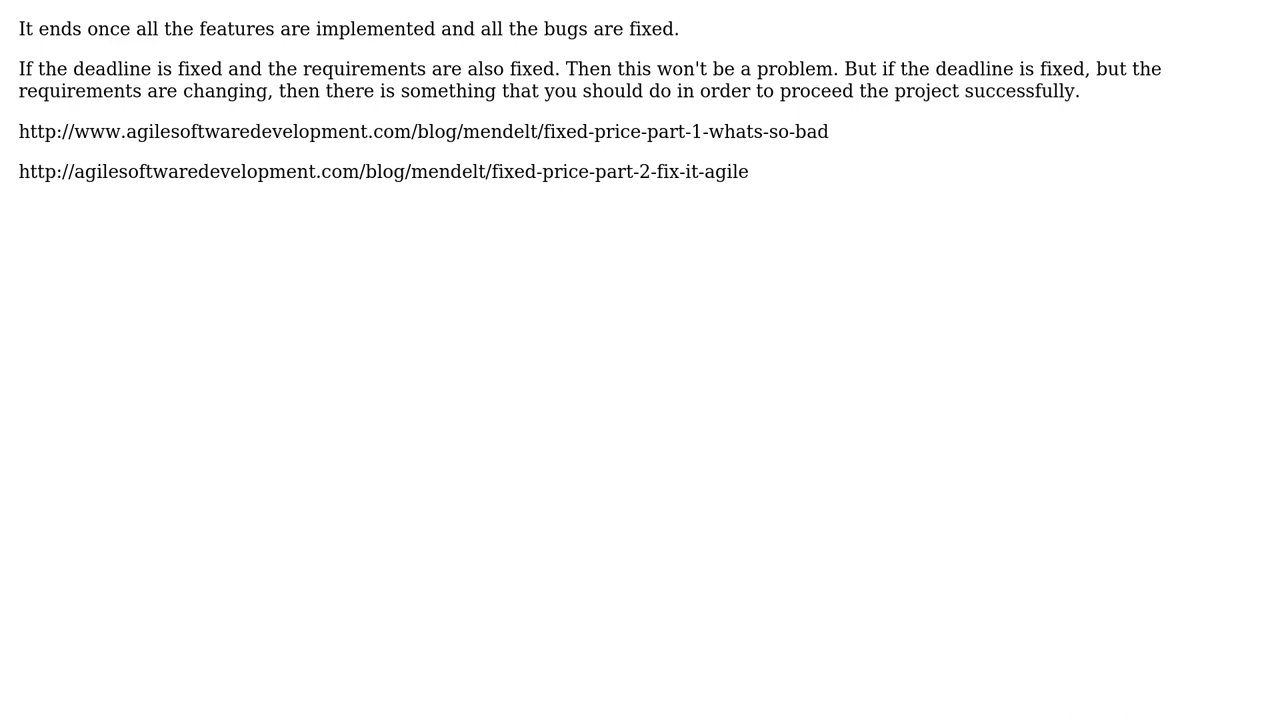 It ends once all the features are implemented and all the bugs are fixed.
If the deadline is fixed and the requirements are also fixed. Then this won't be a problem. But if the deadline is fixed, but the
requirements are changing, then there is something that you should do in order to proceed the project successfully.
http://www.agilesoftwaredevelopment.com/blog/mendelt/fixed-price-part-1-whats-so-bad
http://agilesoftwaredevelopment.com/blog/mendelt/fixed-price-part-2-fix-it-agile